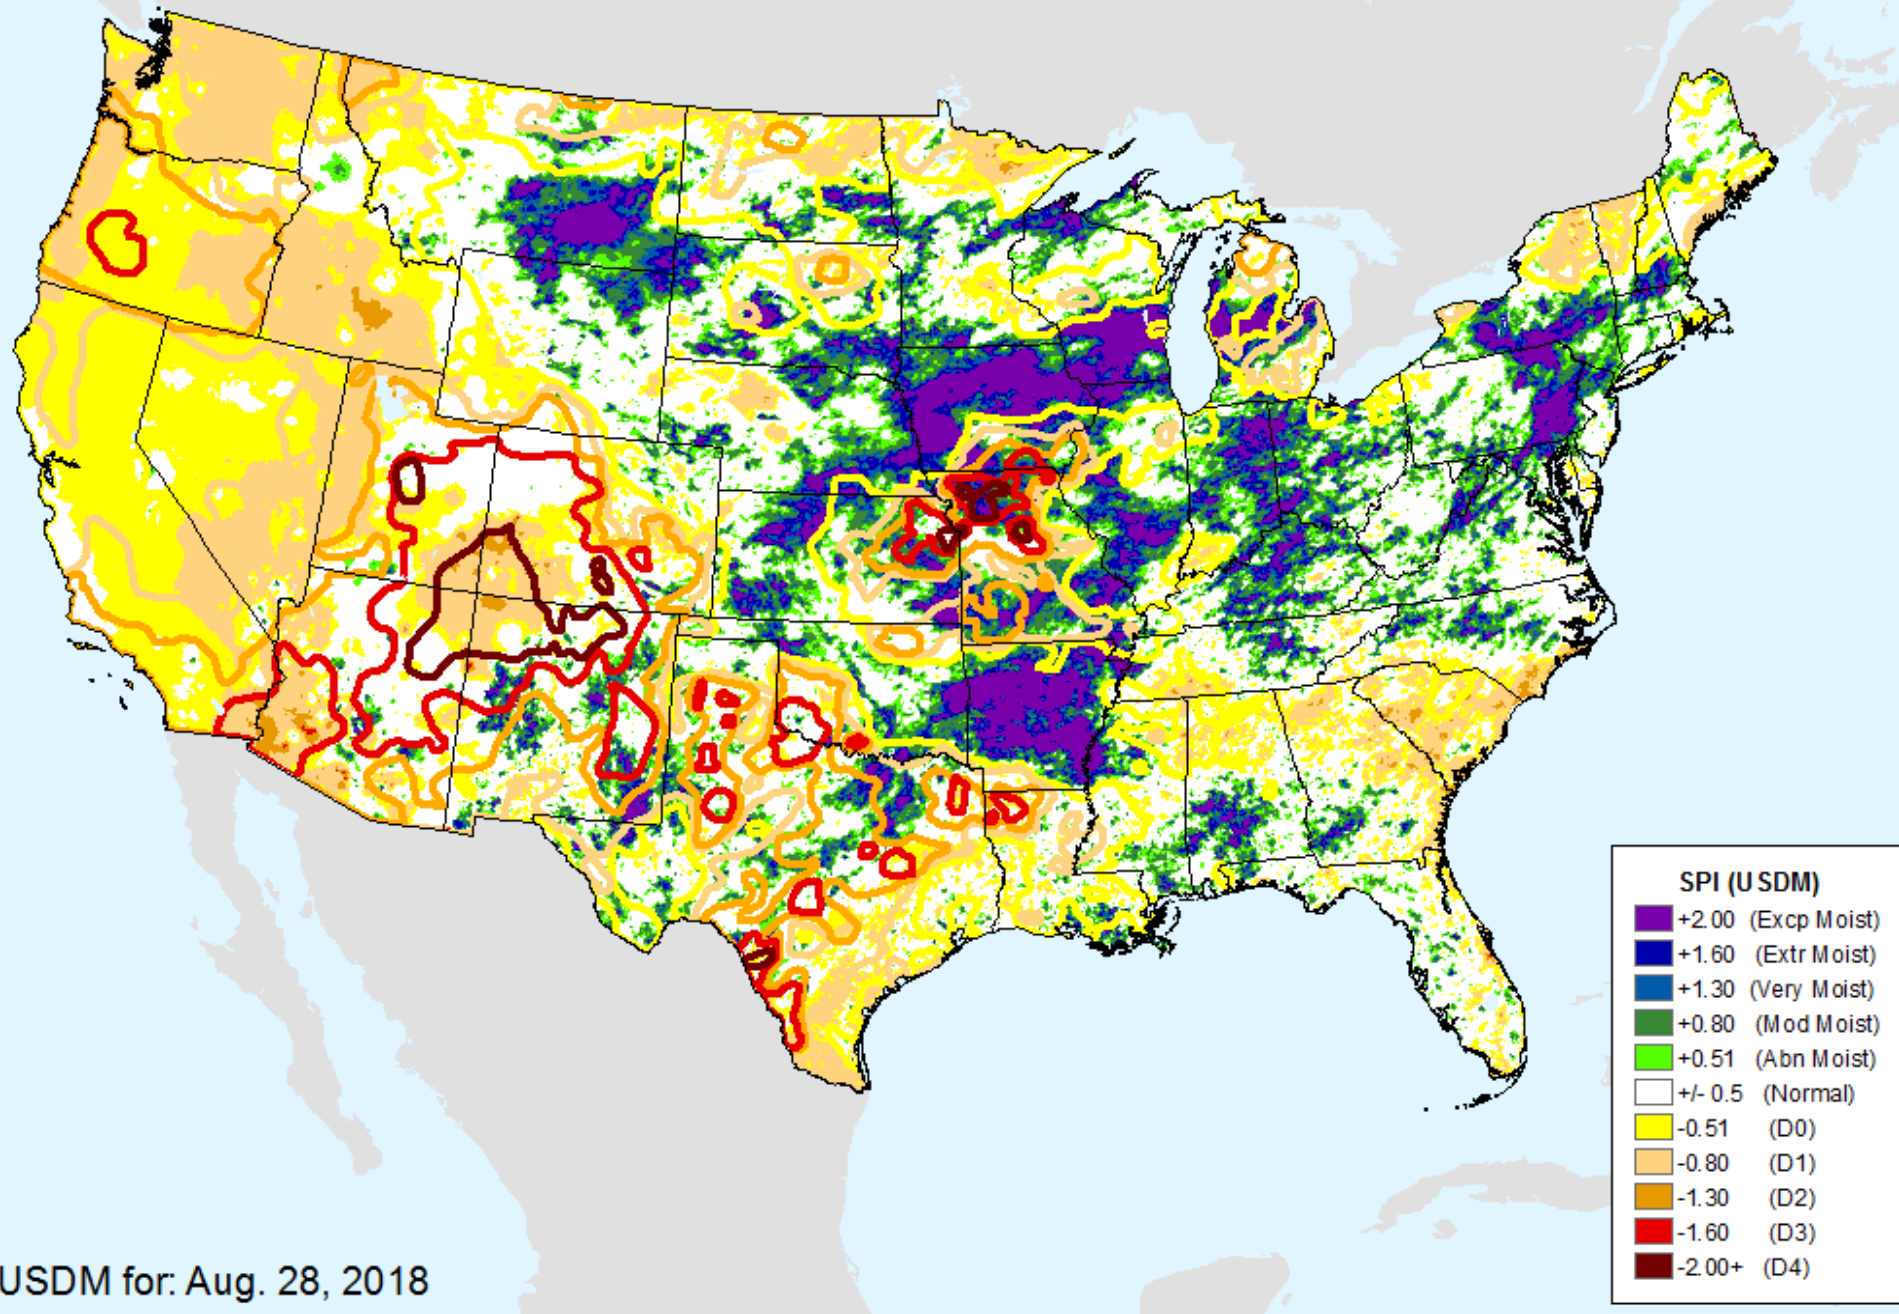 SPI (USDM)
+2.00 (Excp Moist)
+1.60 (Extr Moist)
+1.30 (Very Moist)
+0.80 (Mod Moist)
+0.51 (Abn Moist)
+/- 0.5 (Normal)
-0.51 (D0)
-0.80 (D1)
-1.30 (D2)
-1.60 (D3)
-2.00+ (D4)
USDM for: Aug. 28, 2018